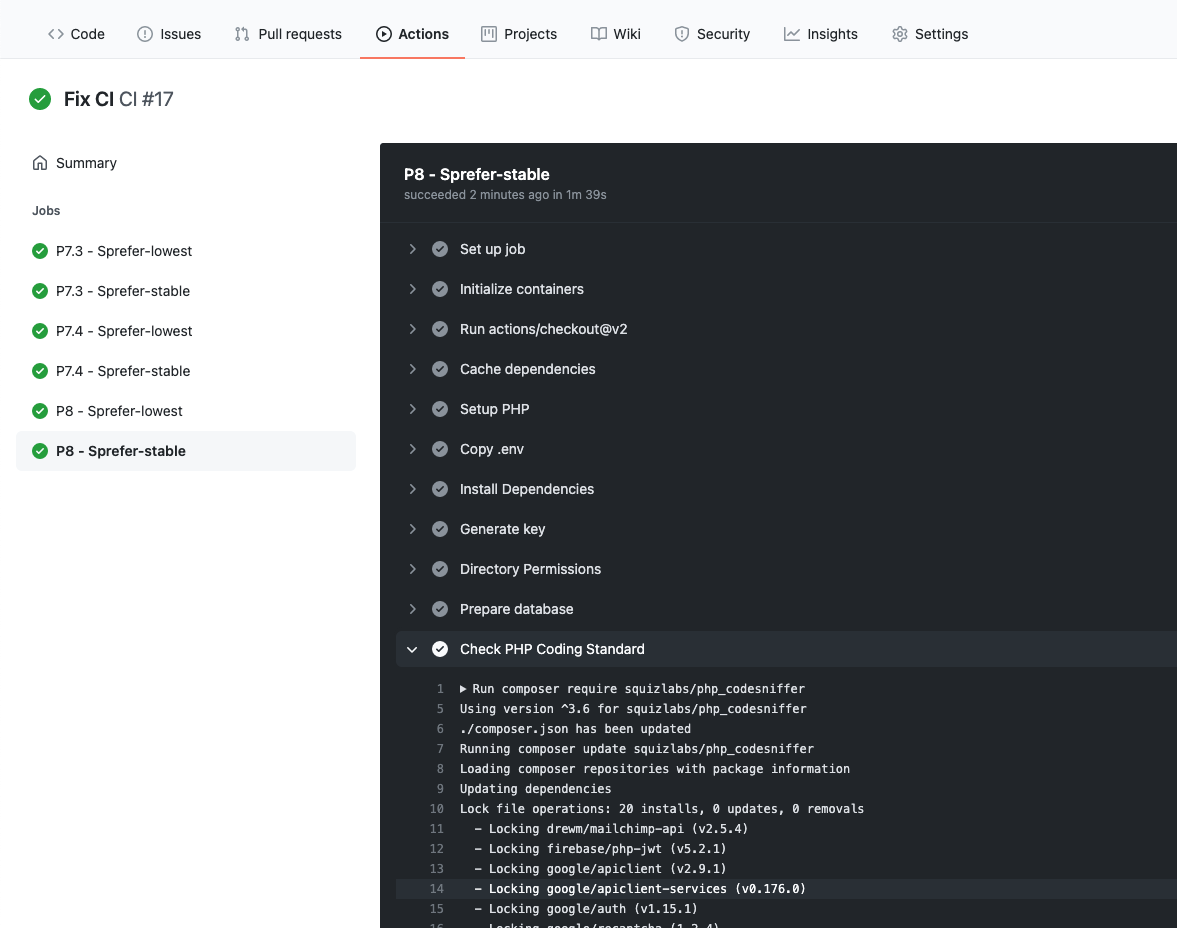 Code Issues Pull requests Actions Projects Wiki Security Insights Settings
Fix CI CI #17
Summary
Jobs
P7.3 - Sprefer-lowest
P7.3 - Sprefer-stable
P7.4 - Sprefer-lowest
P7.4 - Sprefer-stable
P8 - Sprefer-lowest
P8 - Sprefer-stable
P8 - Sprefer-stable
succeeded 2 minutes ago in 1m 39s
Set up job
Initialize containers
Run actions/checkout@v2
Cache dependencies
Setup PHP
Copy .env
Install Dependencies
Generate key
Directory Permissions
Prepare database
Check PHP Coding Standard
1 Run composer require squizlabs/php_codesniffer
5 Using version ^3.6 for squizlabs/php_codesniffer
6 ./composer.json has been updated
7 Running composer update squizlabs/php_codesniffer
8 Loading composer repositories with package information
9 Updating dependencies
10 Lock file operations: 20 installs, 0 updates, 0 removals
11 - Locking drewm/mailchimp-api (v2.5.4)
12 - Locking firebase/php-jwt (v5.2.1)
13 - Locking google/apiclient (v2.9.1)
14 - Locking google/apiclient-services (v0.176.0)
15 - Locking google/auth (v1.15.1)
16 - Locking google/recaptcha (1.2.4)